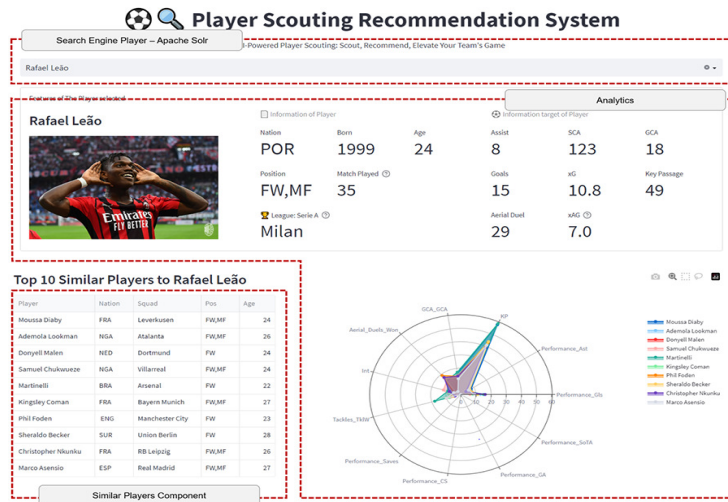 Player Scouting Recommendation System
Search Engine Player – Apache Solr
-Powered Player Scouting: Scout, Recommend, Elevate Your Team's Game
Rafael Leão
Features of The Player selected
Analytics
Rafael Leão
Information of Player
Information target of Player
Nation Born Age Assist SCA GCA
POR 1999 24 8 123 18
Position Match Played Goals xG Key Passage
FW,MF 35 15 10.8 49
League: Serie A Aerial Duel xAG
Milan 29 7.0
Emirates
FLY BETTER
Top 10 Similar Players to Rafael Leão
Player Nation Squad Pos Age
Moussa Diaby FRA Leverkusen FW,MF 24
Ademola Lookman NGA Atalanta FW,MF 26
Donyell Malen NED Dortmund FW 24
Samuel Chukwueze NGA Villarreal FW,MF 24
Martinelli BRA Arsenal FW 22
Kingsley Coman FRA Bayern Munich FW,MF 27
Phil Foden ENG Manchester City FW 23
Sheraldo Becker SUR Union Berlin FW 28
Christopher Nkunku FRA RB Leipzig FW,MF 26
Marco Asensio ESP Real Madrid FW,MF 27
Similar Players Component
GCA_GCA
KP
Aerial_Duels_Won
Performance_Ast
Int
Performance_Gls
0 10 20 30 40 50 60
Tackles_TklW
Performance_SoTA
Performance_Saves
Performance_CS
Performance_GA
Moussa Diaby
Ademola Lookman
Donyell Malen
Samuel Chukwueze
Martinelli
Kingsley Coman
Phil Foden
Sheraldo Becker
Christopher Nkunku
Marco Asensio